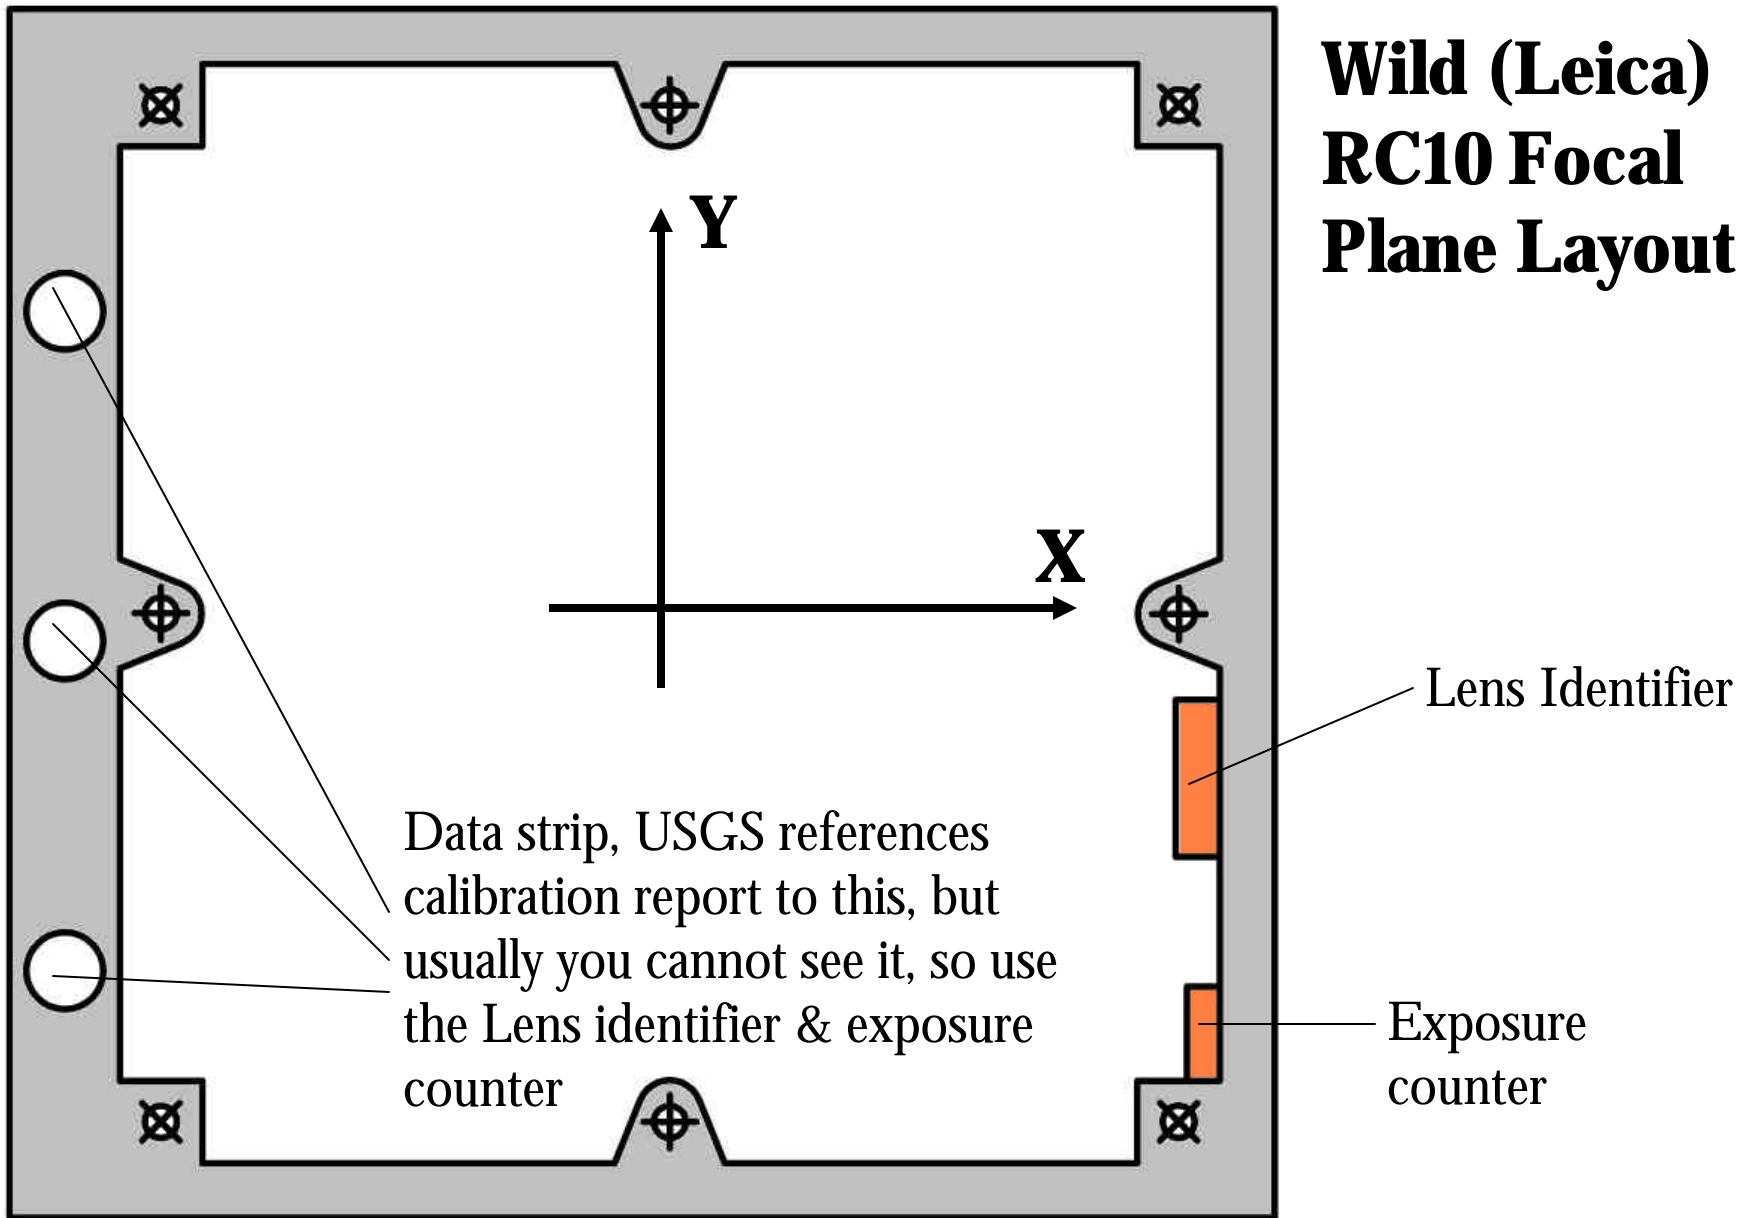 Wild (Leica)
RC10 Focal
Plane Layout
Y
X
Lens Identifier
Data strip, USGS references
calibration report to this, but
usually you cannot see it, so use
the Lens identifier & exposure
counter
Exposure
counter